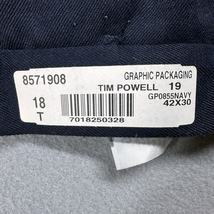 8571908 GRAPHIC PACKAGING
TIM POWELL 19
18 GP0855NAVY
T 42X30
7018250328